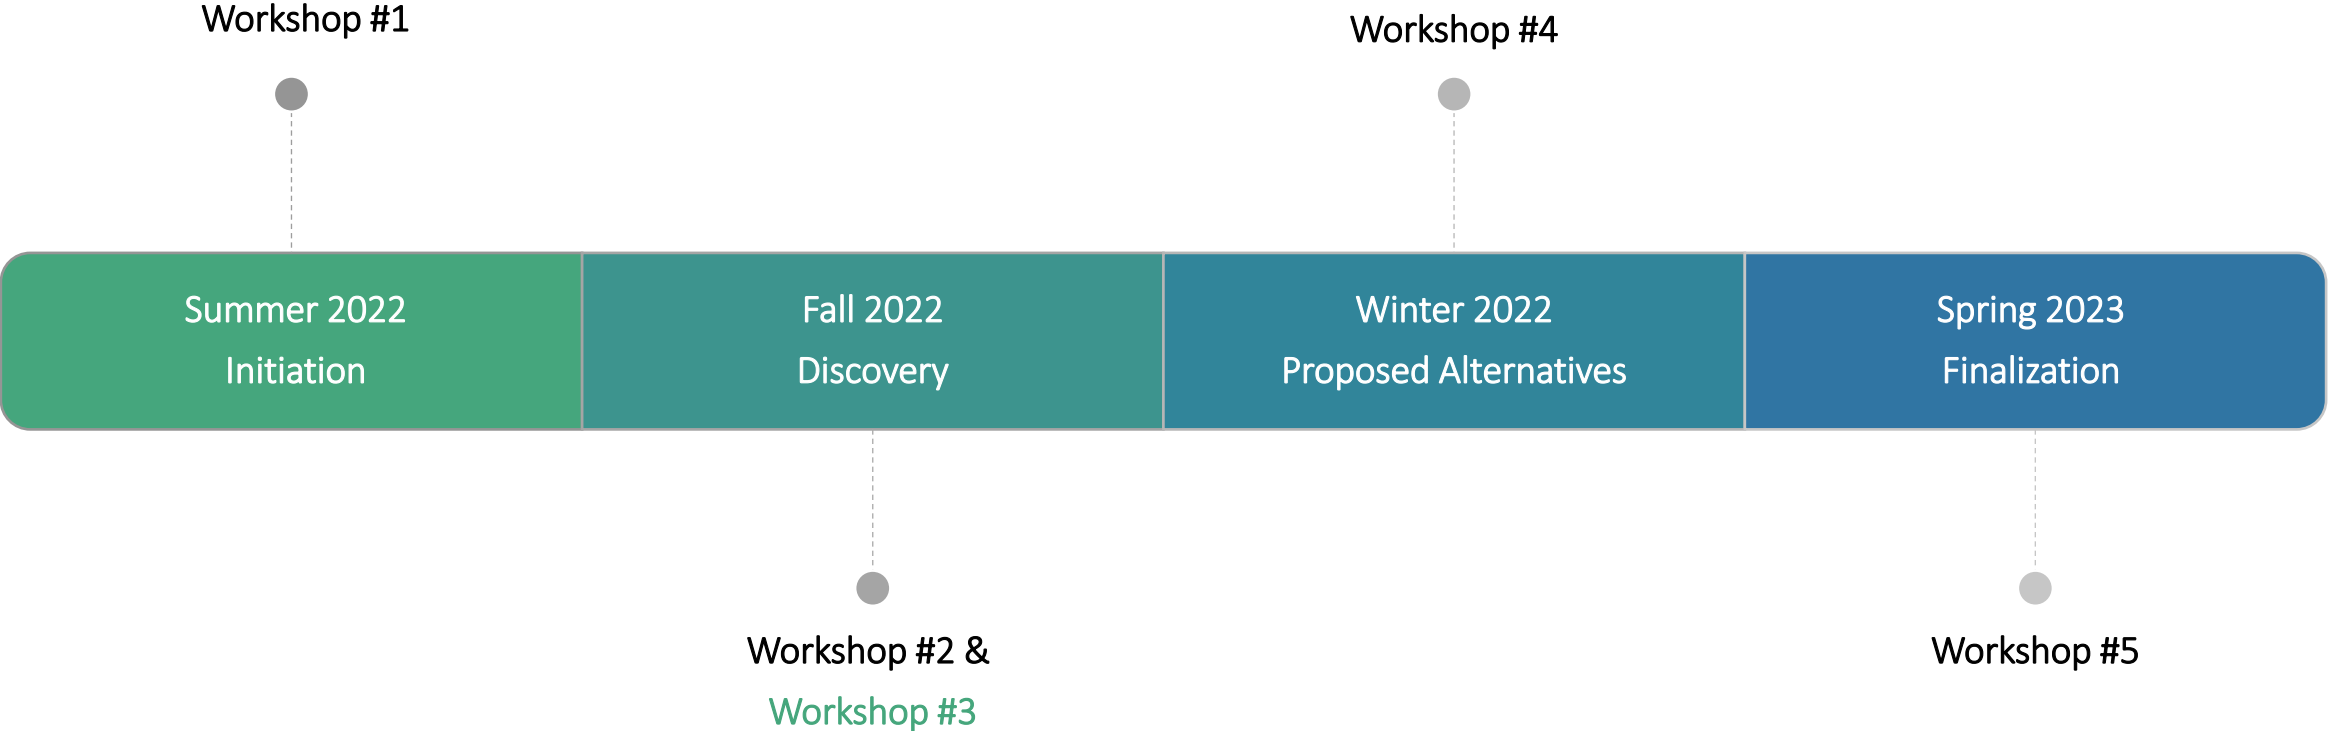 Workshop #1
Workshop #4
Summer 2022
Initiation
Fall 2022
Discovery
Winter 2022
Proposed Alternatives
Spring 2023
Finalization
Workshop #2 &
Workshop #3
Workshop #5